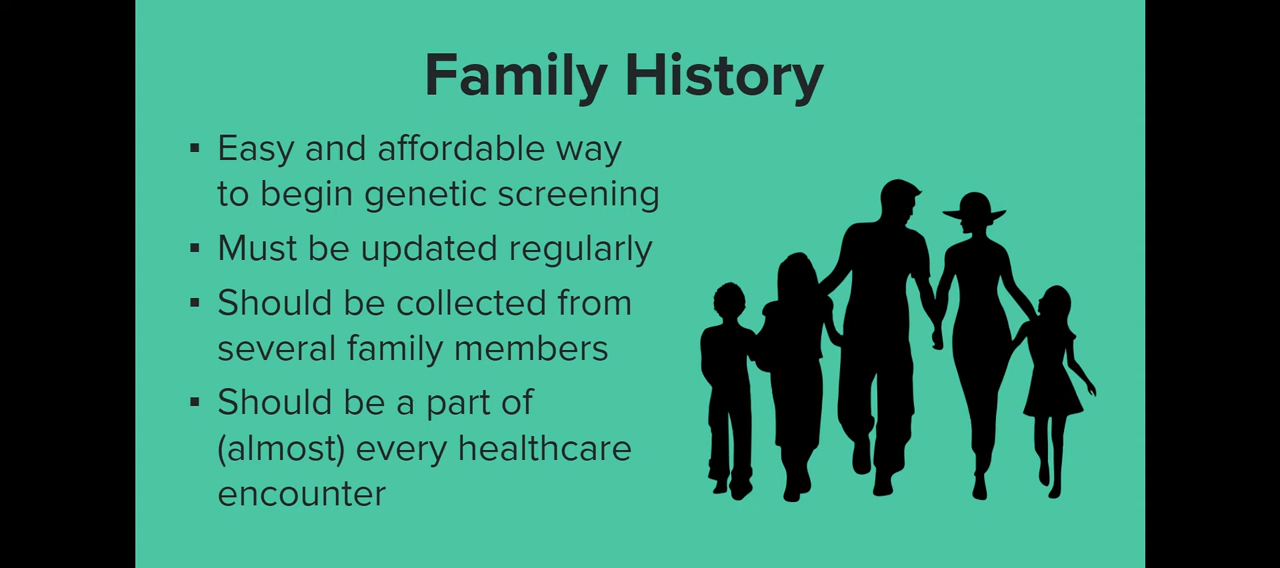 Family History
▪ Easy and affordable way
to begin genetic screening
▪ Must be updated regularly
▪ Should be collected from
several family members
▪ Should be a part of
(almost) every healthcare
encounter